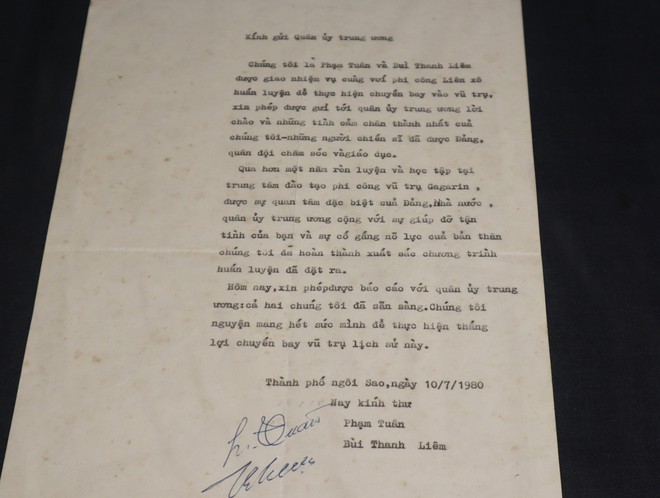 Kính gửi Quân ủy trung ương
Chúng tôi là Phạm Tuân và Bùi Thanh Liêm
được giao nhiệm vụ cùng với phi công Liên xô
huấn luyện để thực hiện chuyến bay vào vũ trụ.
xin phép được gửi tới quân ủy trung ương lời
chào và những tình cảm chân thành nhất cuả
chúng tôi-những người chiến sĩ đã được Đảng,
quân đội chăm sóc vàgiáo dục.
Qua hơn một năm rèn luyện và học tập tại
trung tâm đào tạo phi công vũ trụ Gagarin ,
được sự quan tâm đặc biệt cuả Đảng,Nhà nước ,
quân ủy trung ương cộng với sự giúp đỡ tận
tình của bạn và sự cố gắng nỗ lực cuả bản thân
chúng tôi đã hoàn thành xuất sắc chương trình
huấn luyện đã đặt ra.
Hôm nay,xin phépđược báo cáo với quân ủy trung
ương:cả hai chúng tôi đã sẵn sàng.Chúng tôi
nguyện mang hết sức mình để thực hiện thắng
lợi chuyến bay vũ trụ lịch sử này.
Thành phố ngôi Sao,ngày 10/7/1980
Nay kính thư
Phạm Tuân
Bùi Thanh Liêm